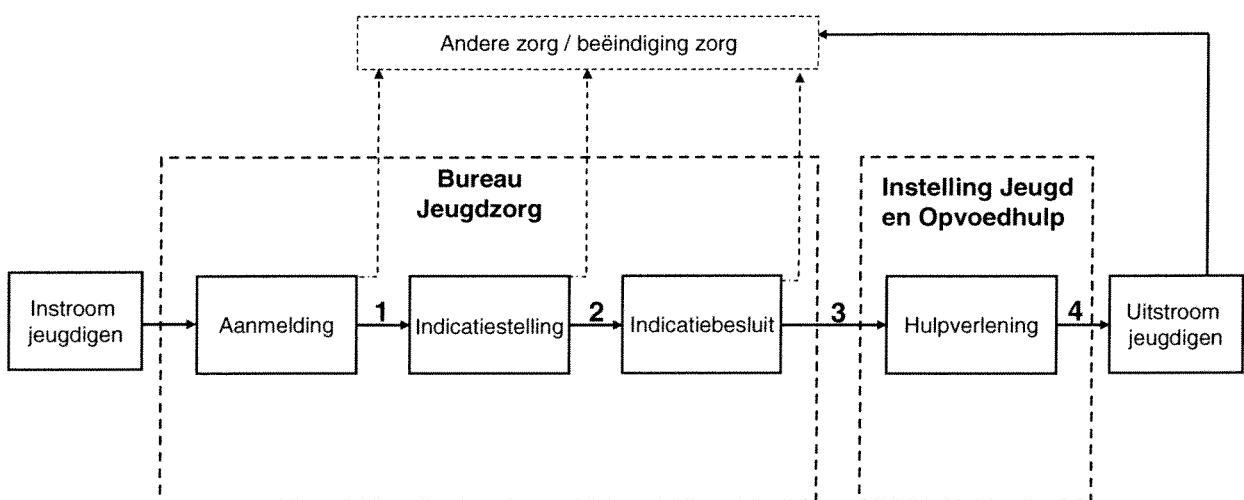 Andere zorg / beëindiging zorg
Bureau
Jeugdzorg
Instelling Jeugd
en Opvoedhulp
Instroom
jeugdigen
Aanmelding
1
Indicatiestelling
2
Indicatiebesluit
3
Hulpverlening
4
Uitstroom
jeugdigen